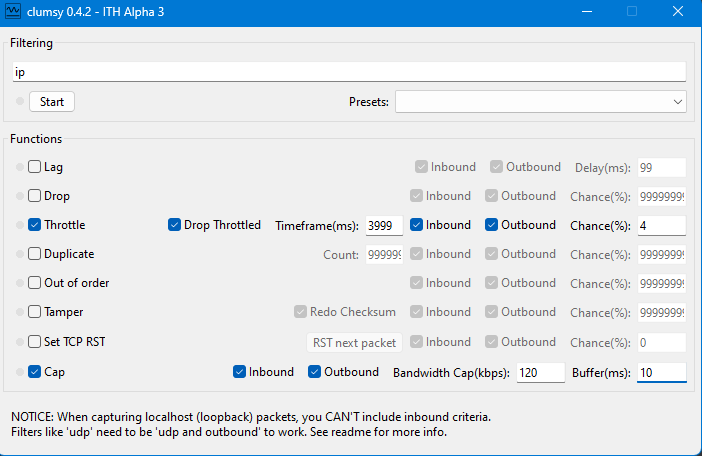 clumsy 0.4.2 - ITH Alpha 3
Filtering
ip
Start Presets:
Functions
Lag Inbound Outbound Delay(ms): 99
Drop Inbound Outbound Chance(%): 99999999
Throttle Drop Throttled Timeframe(ms): 3999 Inbound Outbound Chance(%): 4
Duplicate Count: 999999 Inbound Outbound Chance(%): 99999999
Out of order Inbound Outbound Chance(%): 99999999
Tamper Redo Checksum Inbound Outbound Chance(%): 99999999
Set TCP RST RST next packet Inbound Outbound Chance(%): 0
Cap Inbound Outbound Bandwidth Cap(kbps): 120 Buffer(ms): 10
NOTICE: When capturing localhost (loopback) packets, you CAN'T include inbound criteria.
Filters like 'udp' need to be 'udp and outbound' to work. See readme for more info.